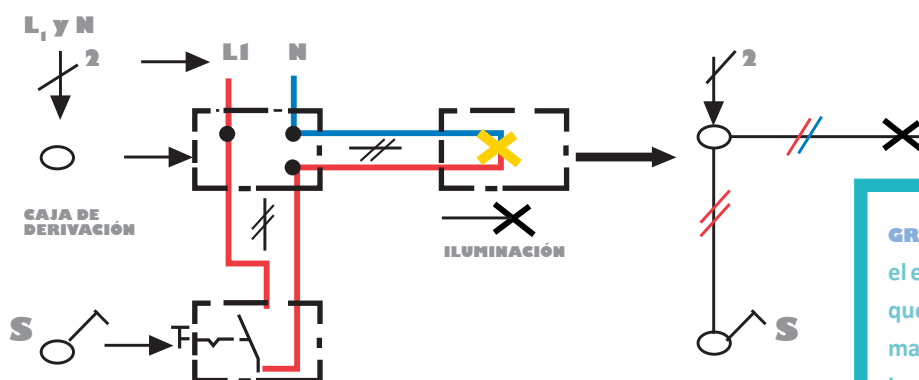 L1 y N
2
L1 N
2
CAJA DE
DERIVACIÓN
ILUMINACIÓN
GR
el e
que
ma
S
S